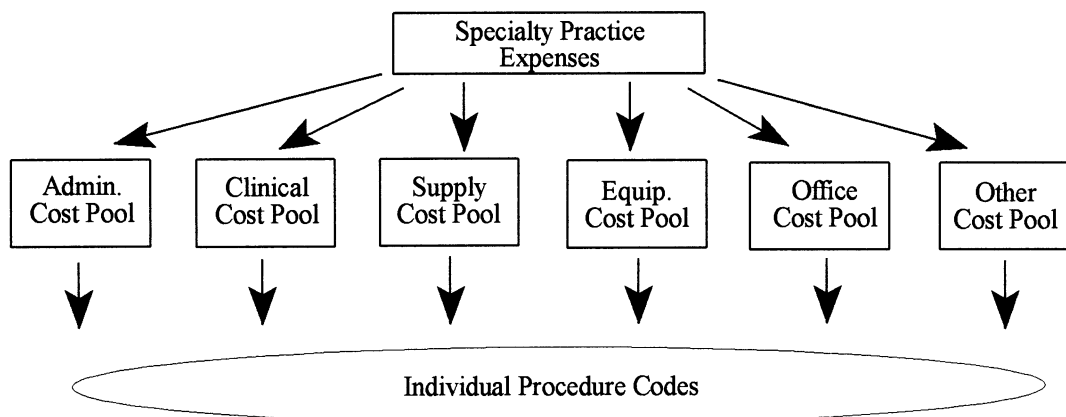 Specialty Practice
Expenses
Admin.
Cost Pool
Clinical
Cost Pool
Supply
Cost Pool
Equip.
Cost Pool
Office
Cost Pool
Other
Cost Pool
Individual Procedure Codes